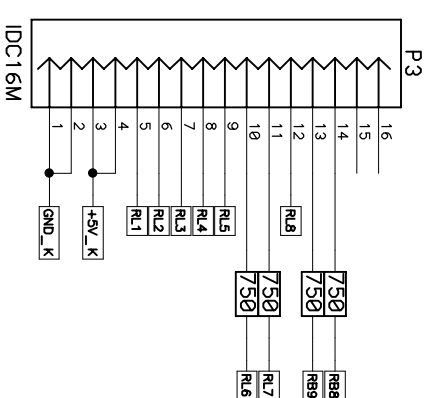 P3
IDC16M
1
2
3
4
5
6
7
8
9
10
11
12
13
14
15
16
GND_K
+5V_K
RL1
RL2
RL3
RL4
RL5
RL8
750
750
750
750
RL6
RL7
RB9
RB8